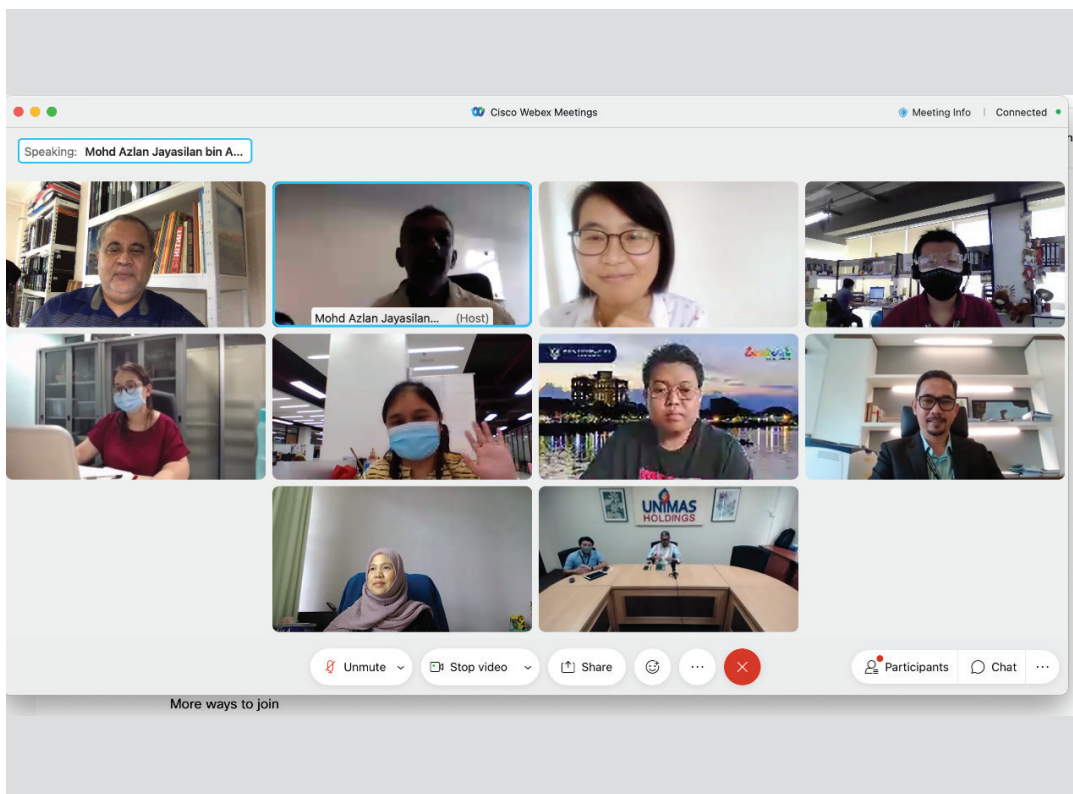 Cisco Webex Meetings
Meeting Info
Connected
Speaking: Mohd Azlan Jayasilan bin A...
Mohd Azlan Jayasilan... (Host)
UNIMAS
HOLDINGS
Unmute
Stop video
Share
Participants
Chat
More ways to join